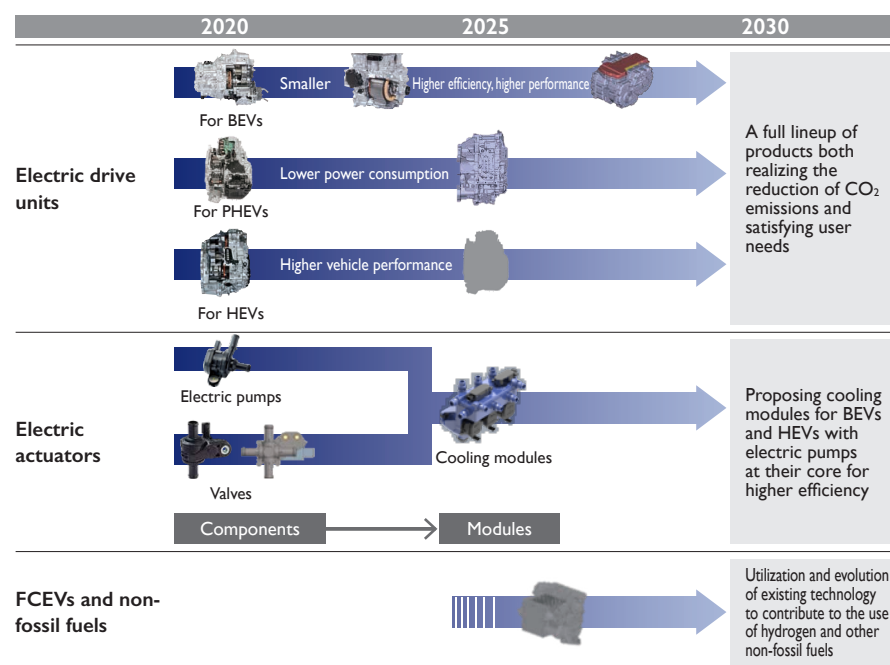 2020 2025 2030
Electric drive
units
Smaller
Higher efficiency, higher performance
For BEVs
Lower power consumption
For PHEVs
Higher vehicle performance
For HEVs
A full lineup of
products both
realizing the
reduction of CO₂
emissions and
satisfying user
needs
Electric
actuators
Electric pumps
Valves
Cooling modules
Components
Modules
Proposing cooling
modules for BEVs
and HEVs with
electric pumps
at their core for
higher efficiency
FCEVs and non-
fossil fuels
Utilization and evolution
of existing technology
to contribute to the use
of hydrogen and other
non-fossil fuels